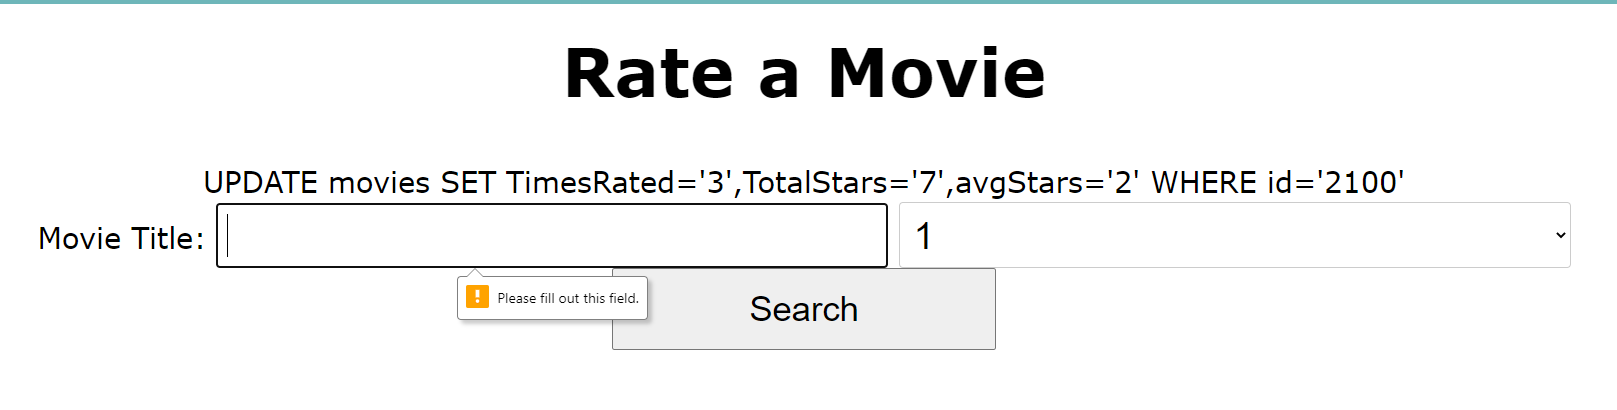 Rate a Movie
UPDATE movies SET TimesRated='3',TotalStars='7',avgStars='2' WHERE id='2100'
Movie Title: 1
Please fill out this field.
Search